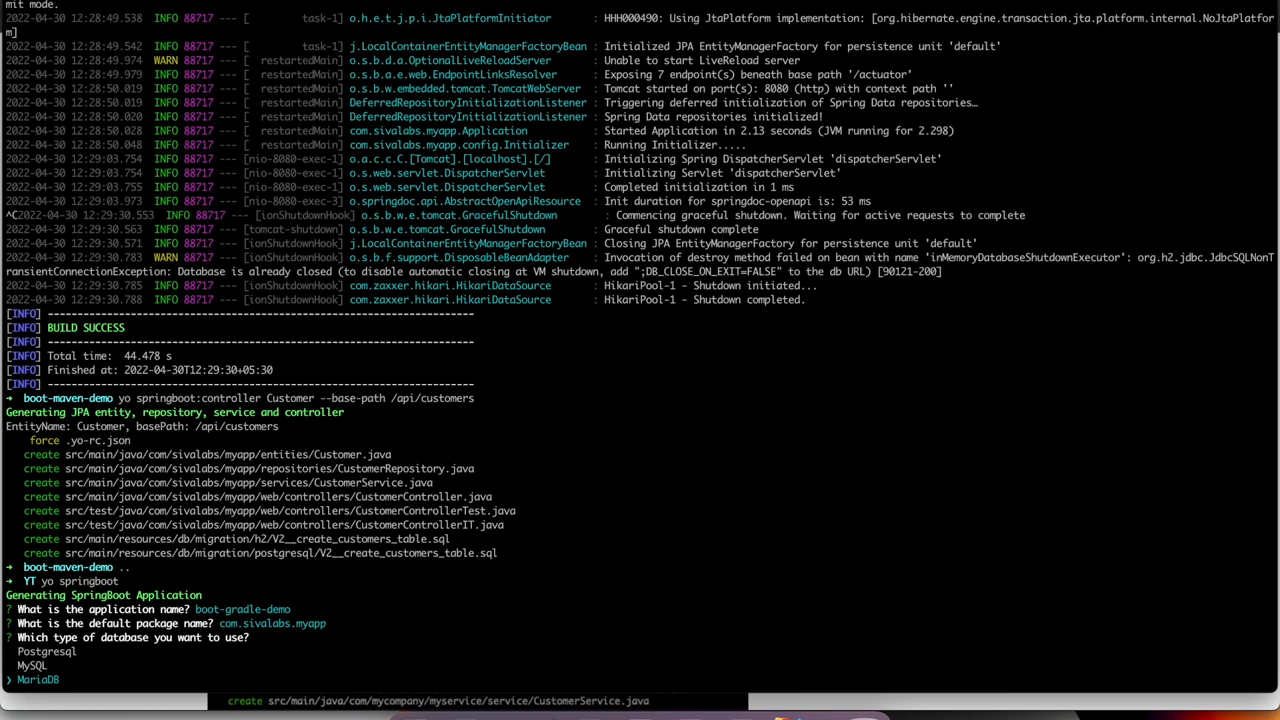 mit mode.
2022-04-30 12:28:49.538  INFO 88717 --- [         task-1] o.h.e.t.j.p.i.JtaPlatformInitiator       : HHH000490: Using JtaPlatform implementation: [org.hibernate.engine.transaction.jta.platform.internal.NoJtaPlatfor
m]
2022-04-30 12:28:49.542  INFO 88717 --- [         task-1] j.LocalContainerEntityManagerFactoryBean : Initialized JPA EntityManagerFactory for persistence unit 'default'
2022-04-30 12:28:49.974  WARN 88717 --- [  restartedMain] o.s.b.d.a.OptionalLiveReloadServer       : Unable to start LiveReload server
2022-04-30 12:28:49.979  INFO 88717 --- [  restartedMain] o.s.b.a.e.web.EndpointLinksResolver      : Exposing 7 endpoint(s) beneath base path '/actuator'
2022-04-30 12:28:50.019  INFO 88717 --- [  restartedMain] o.s.b.w.embedded.tomcat.TomcatWebServer  : Tomcat started on port(s): 8080 (http) with context path ''
2022-04-30 12:28:50.019  INFO 88717 --- [  restartedMain] DeferredRepositoryInitializationListener : Triggering deferred initialization of Spring Data repositories…
2022-04-30 12:28:50.020  INFO 88717 --- [  restartedMain] DeferredRepositoryInitializationListener : Spring Data repositories initialized!
2022-04-30 12:28:50.028  INFO 88717 --- [  restartedMain] com.sivalabs.myapp.Application           : Started Application in 2.13 seconds (JVM running for 2.298)
2022-04-30 12:28:50.048  INFO 88717 --- [  restartedMain] com.sivalabs.myapp.config.Initializer    : Running Initializer.....
2022-04-30 12:29:03.754  INFO 88717 --- [nio-8080-exec-1] o.a.c.c.C.[Tomcat].[localhost].[/]       : Initializing Spring DispatcherServlet 'dispatcherServlet'
2022-04-30 12:29:03.754  INFO 88717 --- [nio-8080-exec-1] o.s.web.servlet.DispatcherServlet        : Initializing Servlet 'dispatcherServlet'
2022-04-30 12:29:03.755  INFO 88717 --- [nio-8080-exec-1] o.s.web.servlet.DispatcherServlet        : Completed initialization in 1 ms
2022-04-30 12:29:03.965  INFO 88717 --- [nio-8080-exec-3] o.springdoc.api.AbstractOpenApiResource  : Init duration for springdoc-openapi is: 53 ms
^C2022-04-30 12:29:30.553  INFO 88717 --- [ionShutdownHook] o.s.b.w.e.tomcat.GracefulShutdown        : Commencing graceful shutdown. Waiting for active requests to complete
2022-04-30 12:29:30.563  INFO 88717 --- [tomcat-shutdown] o.s.b.w.e.tomcat.GracefulShutdown        : Graceful shutdown complete
2022-04-30 12:29:30.571  INFO 88717 --- [ionShutdownHook] j.LocalContainerEntityManagerFactoryBean : Closing JPA EntityManagerFactory for persistence unit 'default'
2022-04-30 12:29:30.783  WARN 88717 --- [ionShutdownHook] o.s.b.f.support.DisposableBeanAdapter    : Invocation of destroy method failed on bean with name 'inMemoryDatabaseShutdownExecutor': org.h2.jdbc.JdbcSQLNonT
ransientConnectionException: Database is already closed (to disable automatic closing at VM shutdown, add ";DB_CLOSE_ON_EXIT=FALSE" to the db URL) [90121-200]
2022-04-30 12:29:30.785  INFO 88717 --- [ionShutdownHook] com.zaxxer.hikari.HikariDataSource       : HikariPool-1 - Shutdown initiated...
2022-04-30 12:29:30.788  INFO 88717 --- [ionShutdownHook] com.zaxxer.hikari.HikariDataSource       : HikariPool-1 - Shutdown completed.
[INFO] ------------------------------------------------------------------------
[INFO] BUILD SUCCESS
[INFO] ------------------------------------------------------------------------
[INFO] Total time:  44.478 s
[INFO] Finished at: 2022-04-30T12:29:30+05:30
[INFO] ------------------------------------------------------------------------
➜  boot-maven-demo yo springboot:controller Customer --base-path /api/customers
Generating JPA entity, repository, service and controller
EntityName: Customer, basePath: /api/customers
    force .yo-rc.json
   create src/main/java/com/sivalabs/myapp/entities/Customer.java
   create src/main/java/com/sivalabs/myapp/repositories/CustomerRepository.java
   create src/main/java/com/sivalabs/myapp/services/CustomerService.java
   create src/main/java/com/sivalabs/myapp/web/controllers/CustomerController.java
   create src/test/java/com/sivalabs/myapp/web/controllers/CustomerControllerTest.java
   create src/test/java/com/sivalabs/myapp/web/controllers/CustomerControllerIT.java
   create src/main/resources/db/migration/h2/V2__create_customers_table.sql
   create src/main/resources/db/migration/postgresql/V2__create_customers_table.sql
➜  boot-maven-demo ..
➜  YT yo springboot
Generating SpringBoot Application
? What is the application name? boot-gradle-demo
? What is the default package name? com.sivalabs.myapp
? Which type of database you want to use?
  Postgresql
  MySQL
❯ MariaDB
create src/main/java/com/mycompany/myservice/service/CustomerService.java